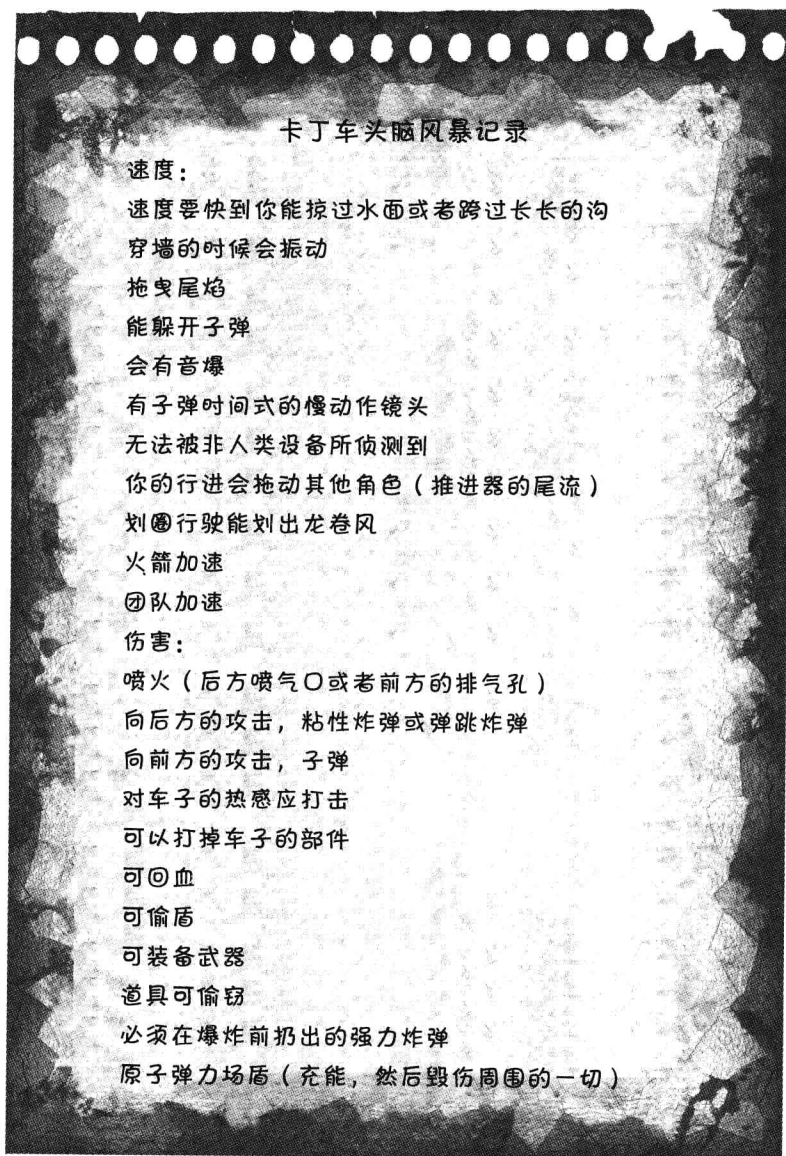 卡丁车头脑风暴记录
速度：
速度要快到你能掠过水面或者跨过长长的沟
穿墙的时候会振动
拖曳尾焰
能躲开子弹
会有音爆
有子弹时间式的慢动作镜头
无法被非人类设备所侦测到
你的行进会拖动其他角色（推进器的尾流）
划圈行驶能划出龙卷风
火箭加速
团队加速
伤害：
喷火（后方喷气口或者前方的排气孔）
向后方的攻击，粘性炸弹或弹跳炸弹
向前方的攻击，子弹
对车子的热感应打击
可以打掉车子的部件
可回血
可偷盾
可装备武器
道具可偷窃
必须在爆炸前扔出的强力炸弹
原子弹力场盾（充能，然后毁伤周围的一切）